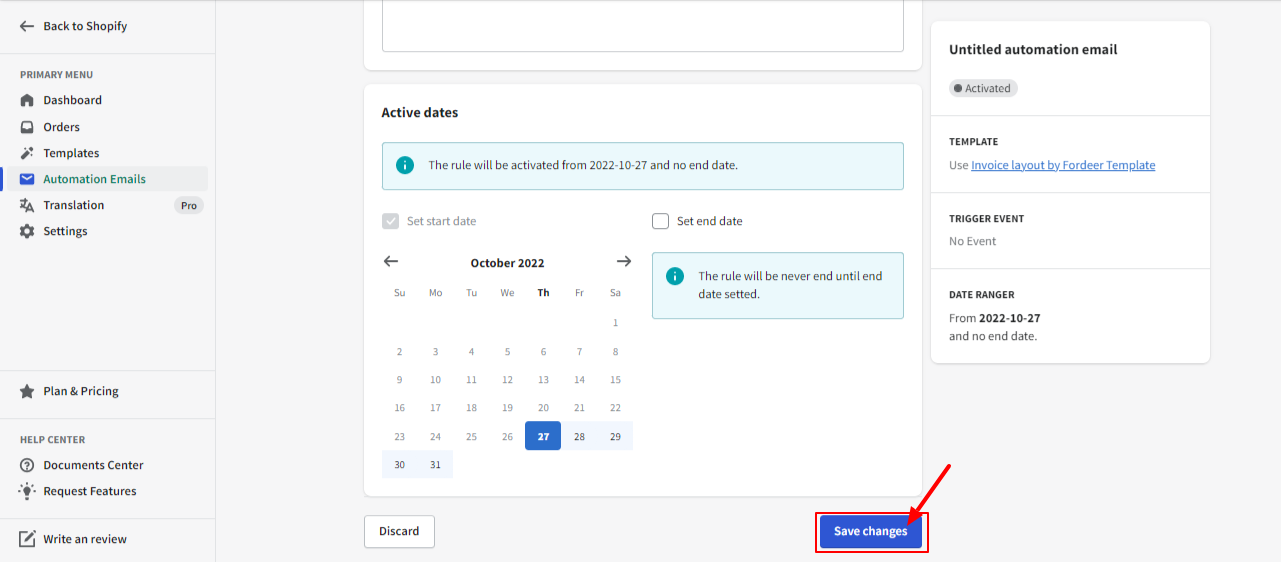 Back to Shopify
PRIMARY MENU
Dashboard
Orders
Templates
Automation Emails
Translation Pro
Settings
Plan & Pricing
HELP CENTER
Documents Center
Request Features
Write an review
Active dates
The rule will be activated from 2022-10-27 and no end date.
Set start date
October 2022
Su Mo Tu We Th Fr Sa
1
2 3 4 5 6 7 8
9 10 11 12 13 14 15
16 17 18 19 20 21 22
23 24 25 26 27 28 29
30 31
Set end date
The rule will be never end until end
date setted.
Discard
Save changes
Untitled automation email
Activated
TEMPLATE
Use Invoice layout by Fordeer Template
TRIGGER EVENT
No Event
DATE RANGER
From 2022-10-27
and no end date.